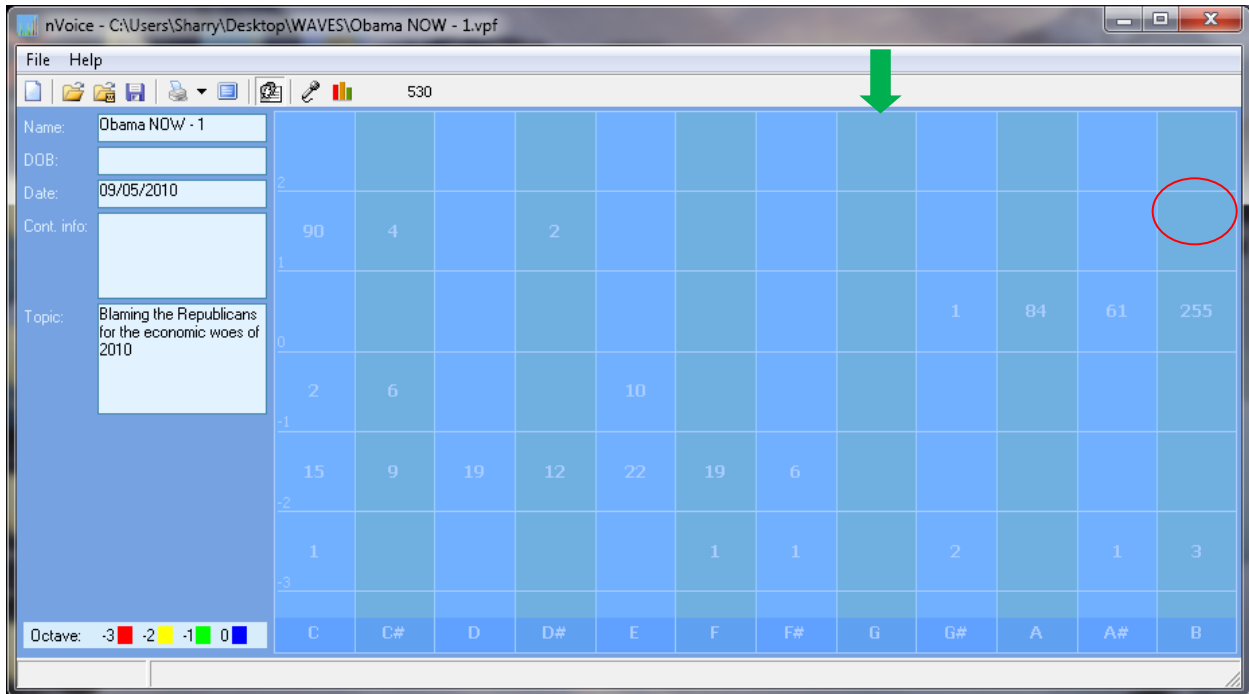 nVoice - C:\Users\Sharry\Desktop\WAVES\Obama NOW - 1.vpf
File Help
530
Name: Obama NOW - 1
DOB:
Date: 09/05/2010
Cont. info:
Topic: Blaming the Republicans
for the economic woes of
2010
2
90 4 2
1
1 84 61 255
0
2 6 10
-1
15 9 19 12 22 19 6
-2
1 1 1 2 1 3
-3
Octave: -3 -2 -1 0
C C# D D# E F F# G G# A A# B